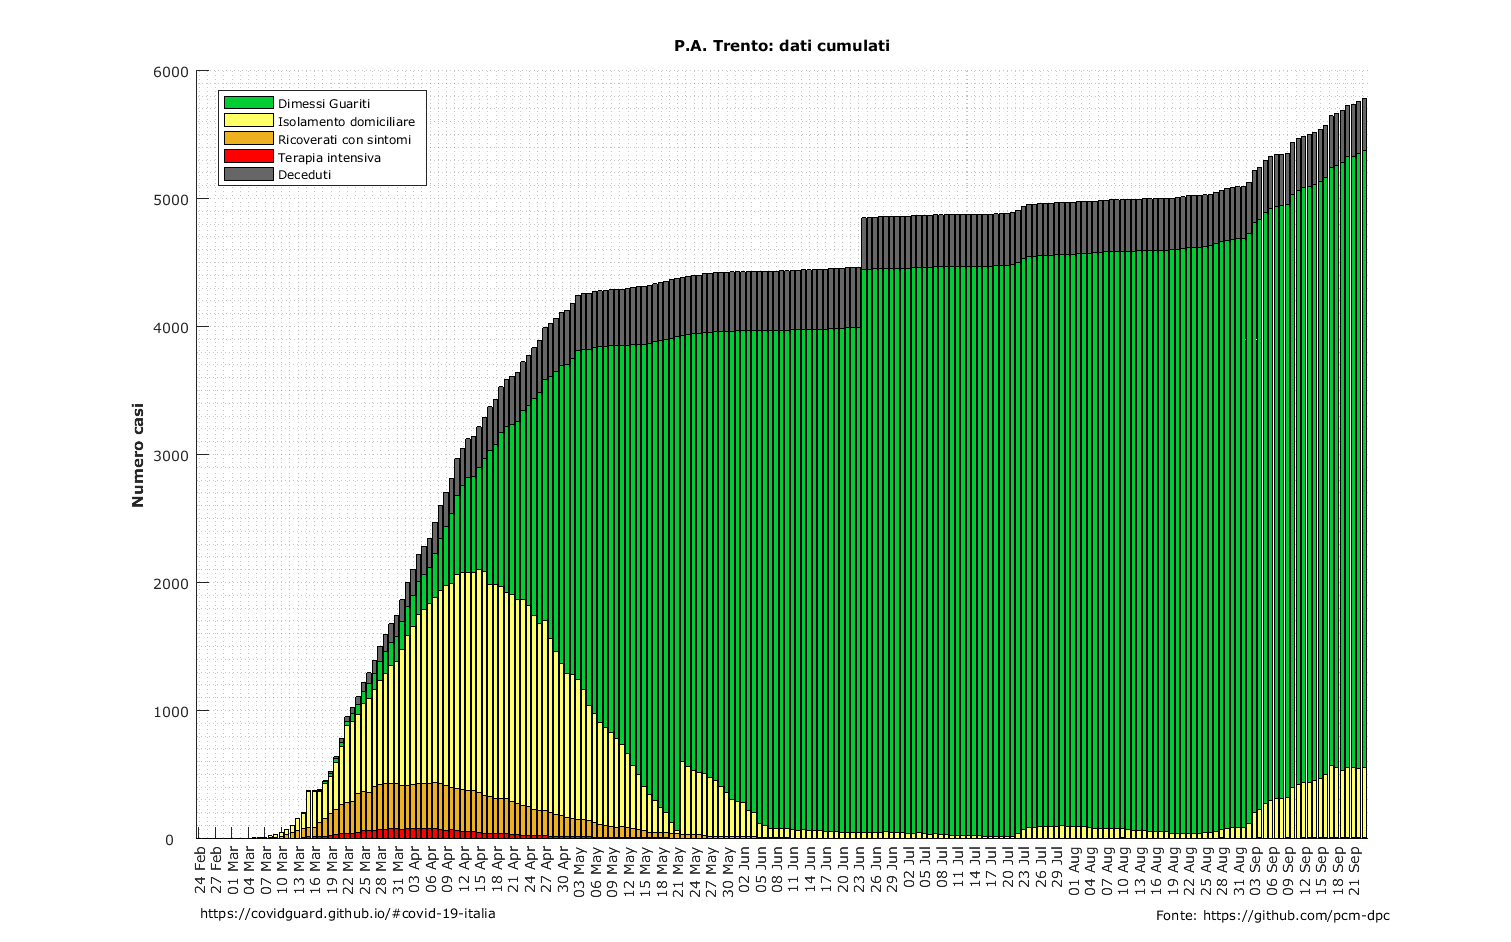 P.A. Trento: dati cumulati
6000
5000
4000
3000
2000
1000
0
Numero casi
Dimessi Guariti
Isolamento domiciliare
Ricoverati con sintomi
Terapia intensiva
Deceduti
24 Feb
27 Feb
01 Mar
04 Mar
07 Mar
10 Mar
13 Mar
16 Mar
19 Mar
22 Mar
25 Mar
28 Mar
31 Mar
03 Apr
06 Apr
09 Apr
12 Apr
15 Apr
18 Apr
21 Apr
24 Apr
27 Apr
30 Apr
03 May
06 May
09 May
12 May
15 May
18 May
21 May
24 May
27 May
30 May
02 Jun
05 Jun
08 Jun
11 Jun
14 Jun
17 Jun
20 Jun
23 Jun
26 Jun
29 Jun
02 Jul
05 Jul
08 Jul
11 Jul
14 Jul
17 Jul
20 Jul
23 Jul
26 Jul
29 Jul
01 Aug
04 Aug
07 Aug
10 Aug
13 Aug
16 Aug
19 Aug
22 Aug
25 Aug
28 Aug
31 Aug
03 Sep
06 Sep
09 Sep
12 Sep
15 Sep
18 Sep
21 Sep
https://covidguard.github.io/#covid-19-italia
Fonte: https://github.com/pcm-dpc